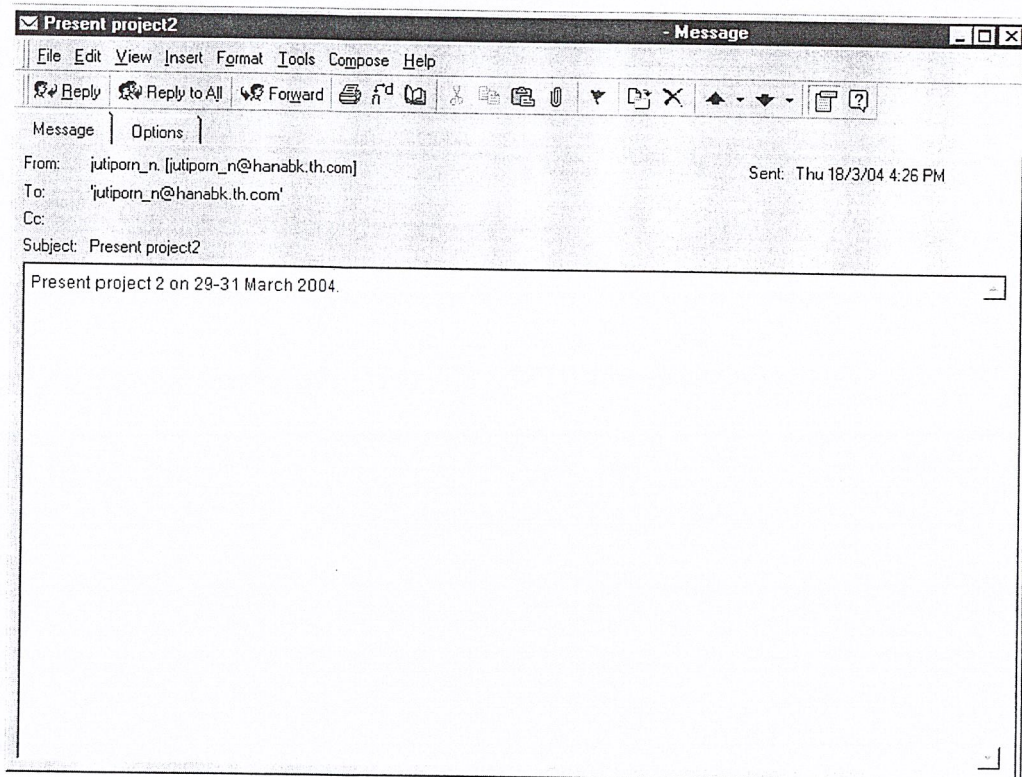 Present project2 - Message
File Edit View Insert Format Tools Compose Help
Reply Reply to All Forward
Message Options
From: jutiporn_n. [jutiporn_n@hanabk.th.com] Sent: Thu 18/3/04 4:26 PM
To: 'jutiporn_n@hanabk.th.com'
Cc:
Subject: Present project2
Present project 2 on 29-31 March 2004.